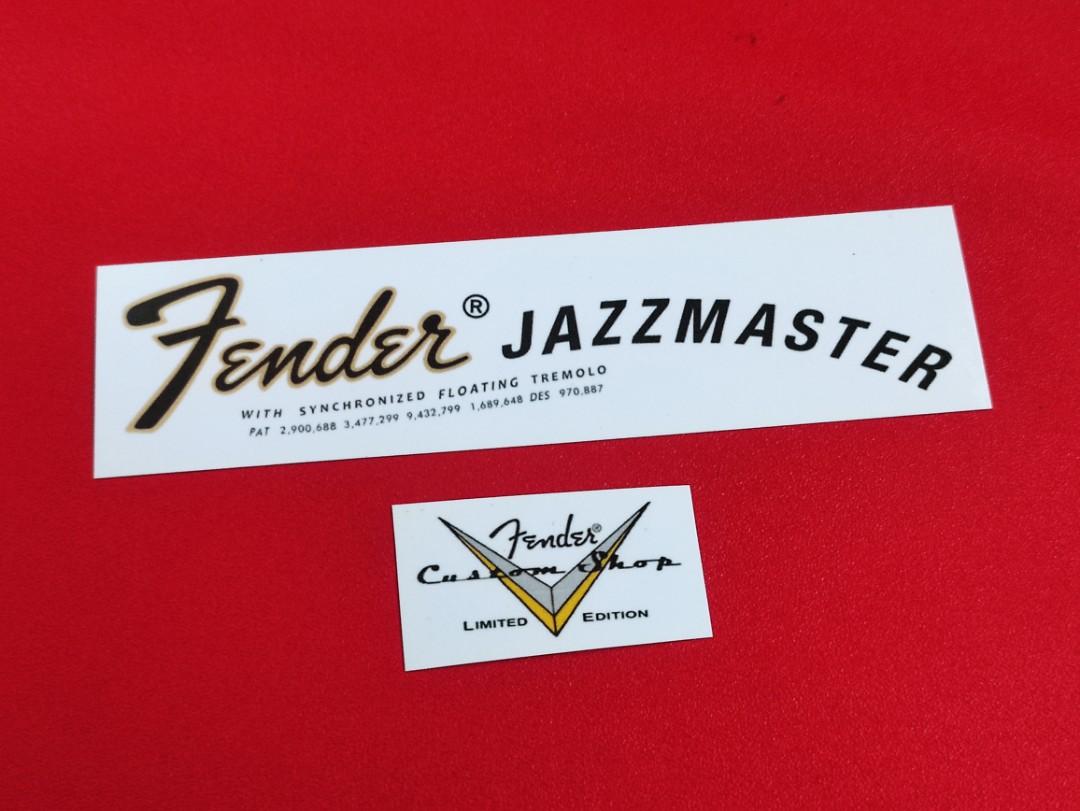 Fender® JAZZMASTER
WITH SYNCHRONIZED FLOATING TREMOLO
PAT 2,900,688 3,477,299 9,432,799 1,689,648 DES 970,887
Fender®
Custom Shop
LIMITED EDITION